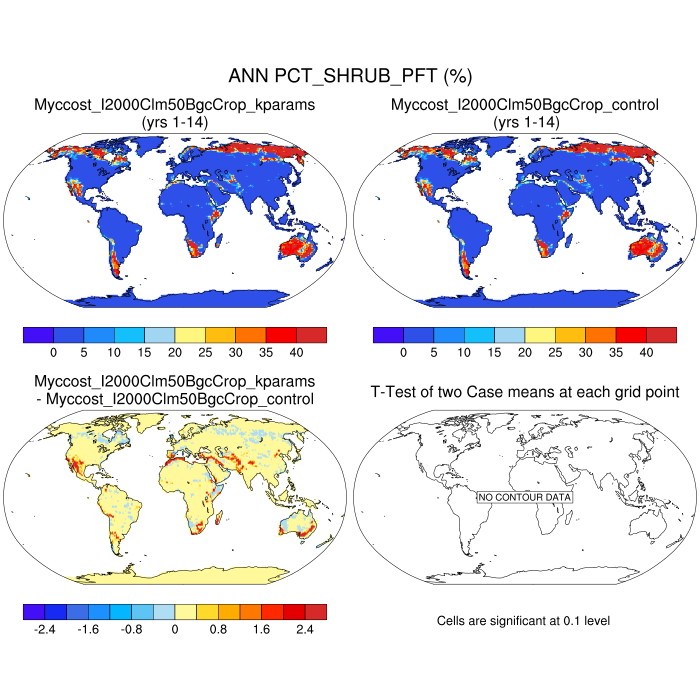 ANN PCT_SHRUB_PFT (%)
Myccost_I2000Clm50BgcCrop_kparams
(yrs 1-14)
Myccost_I2000Clm50BgcCrop_control
(yrs 1-14)
0 5 10 15 20 25 30 35 40
0 5 10 15 20 25 30 35 40
Myccost_I2000Clm50BgcCrop_kparams
- Myccost_I2000Clm50BgcCrop_control
T-Test of two Case means at each grid point
NO CONTOUR DATA
-2.4 -1.6 -0.8 0 0.8 1.6 2.4
Cells are significant at 0.1 level